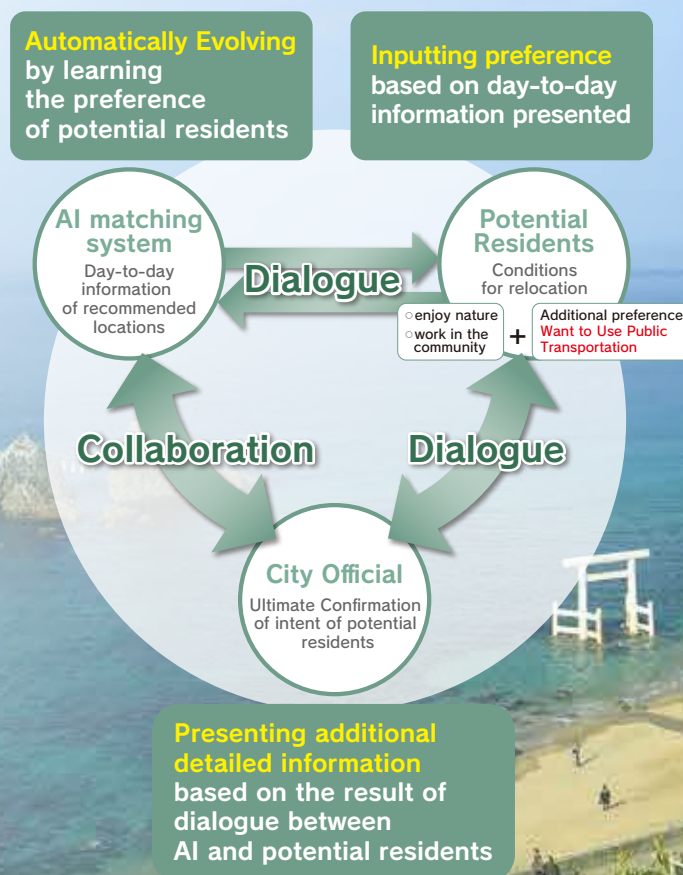 Automatically Evolving
by learning
the preference
of potential residents
Inputting preference
based on day-to-day
information presented
AI matching
system
Day-to-day
information
of recommended
locations
Dialogue
Potential
Residents
Conditions
for relocation
○enjoy nature
○work in the
community
+
Additional preference
Want to Use Public
Transportation
Collaboration
Dialogue
City Official
Ultimate Confirmation
of intent of potential
residents
Presenting additional
detailed information
based on the result of
dialogue between
AI and potential residents